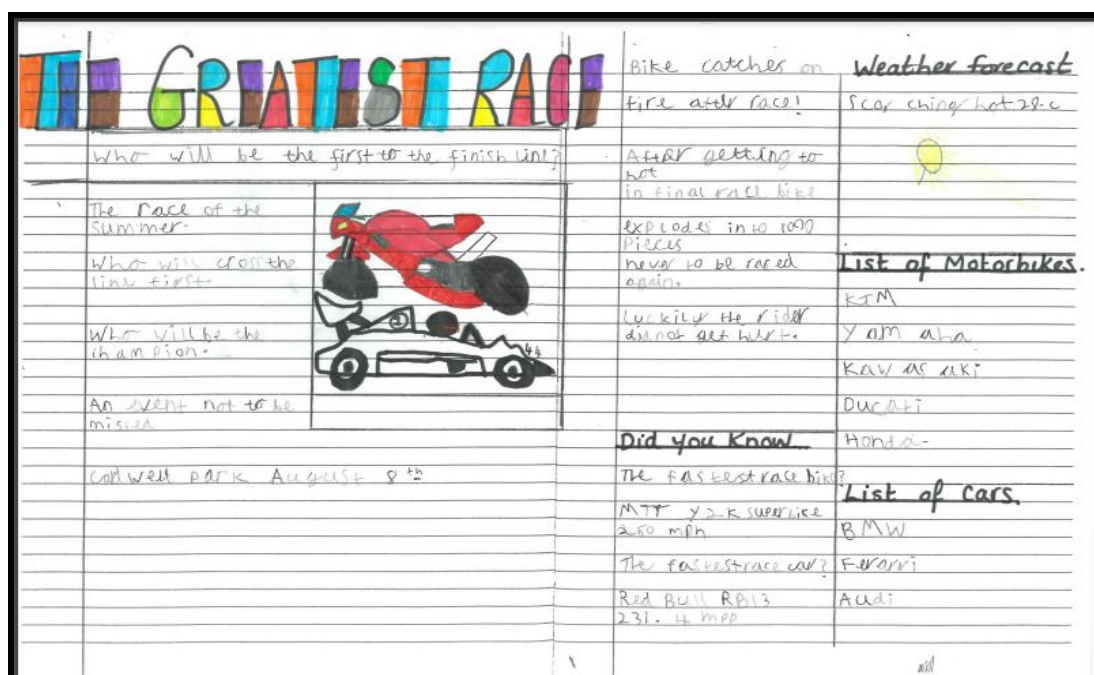 THE GREATEST RACE
Who will be the first to the finish line?
The race of the
summer.
Who will cross the
line first.
Who will be the
champion.
An event not to be
missed
Cadwell park August 8th
1
44
Bike catches on
fire after race!
After getting to
hot
in final race bike
explodes in to 1000
pieces
never to be raced
again.
Luckily the rider
did not get hurt.
Did you Know
The fastest race bike?
MTT y2k superbike
250 mph
The fastest race car?
Red Bull RB13
231.4 mpp
Weather forecast
Scorching hot 28°c
List of Motorbikes.
KTM
Yamaha
Kawasaki
Ducati
Honda.
List of Cars.
BMW
Ferarri
Audi